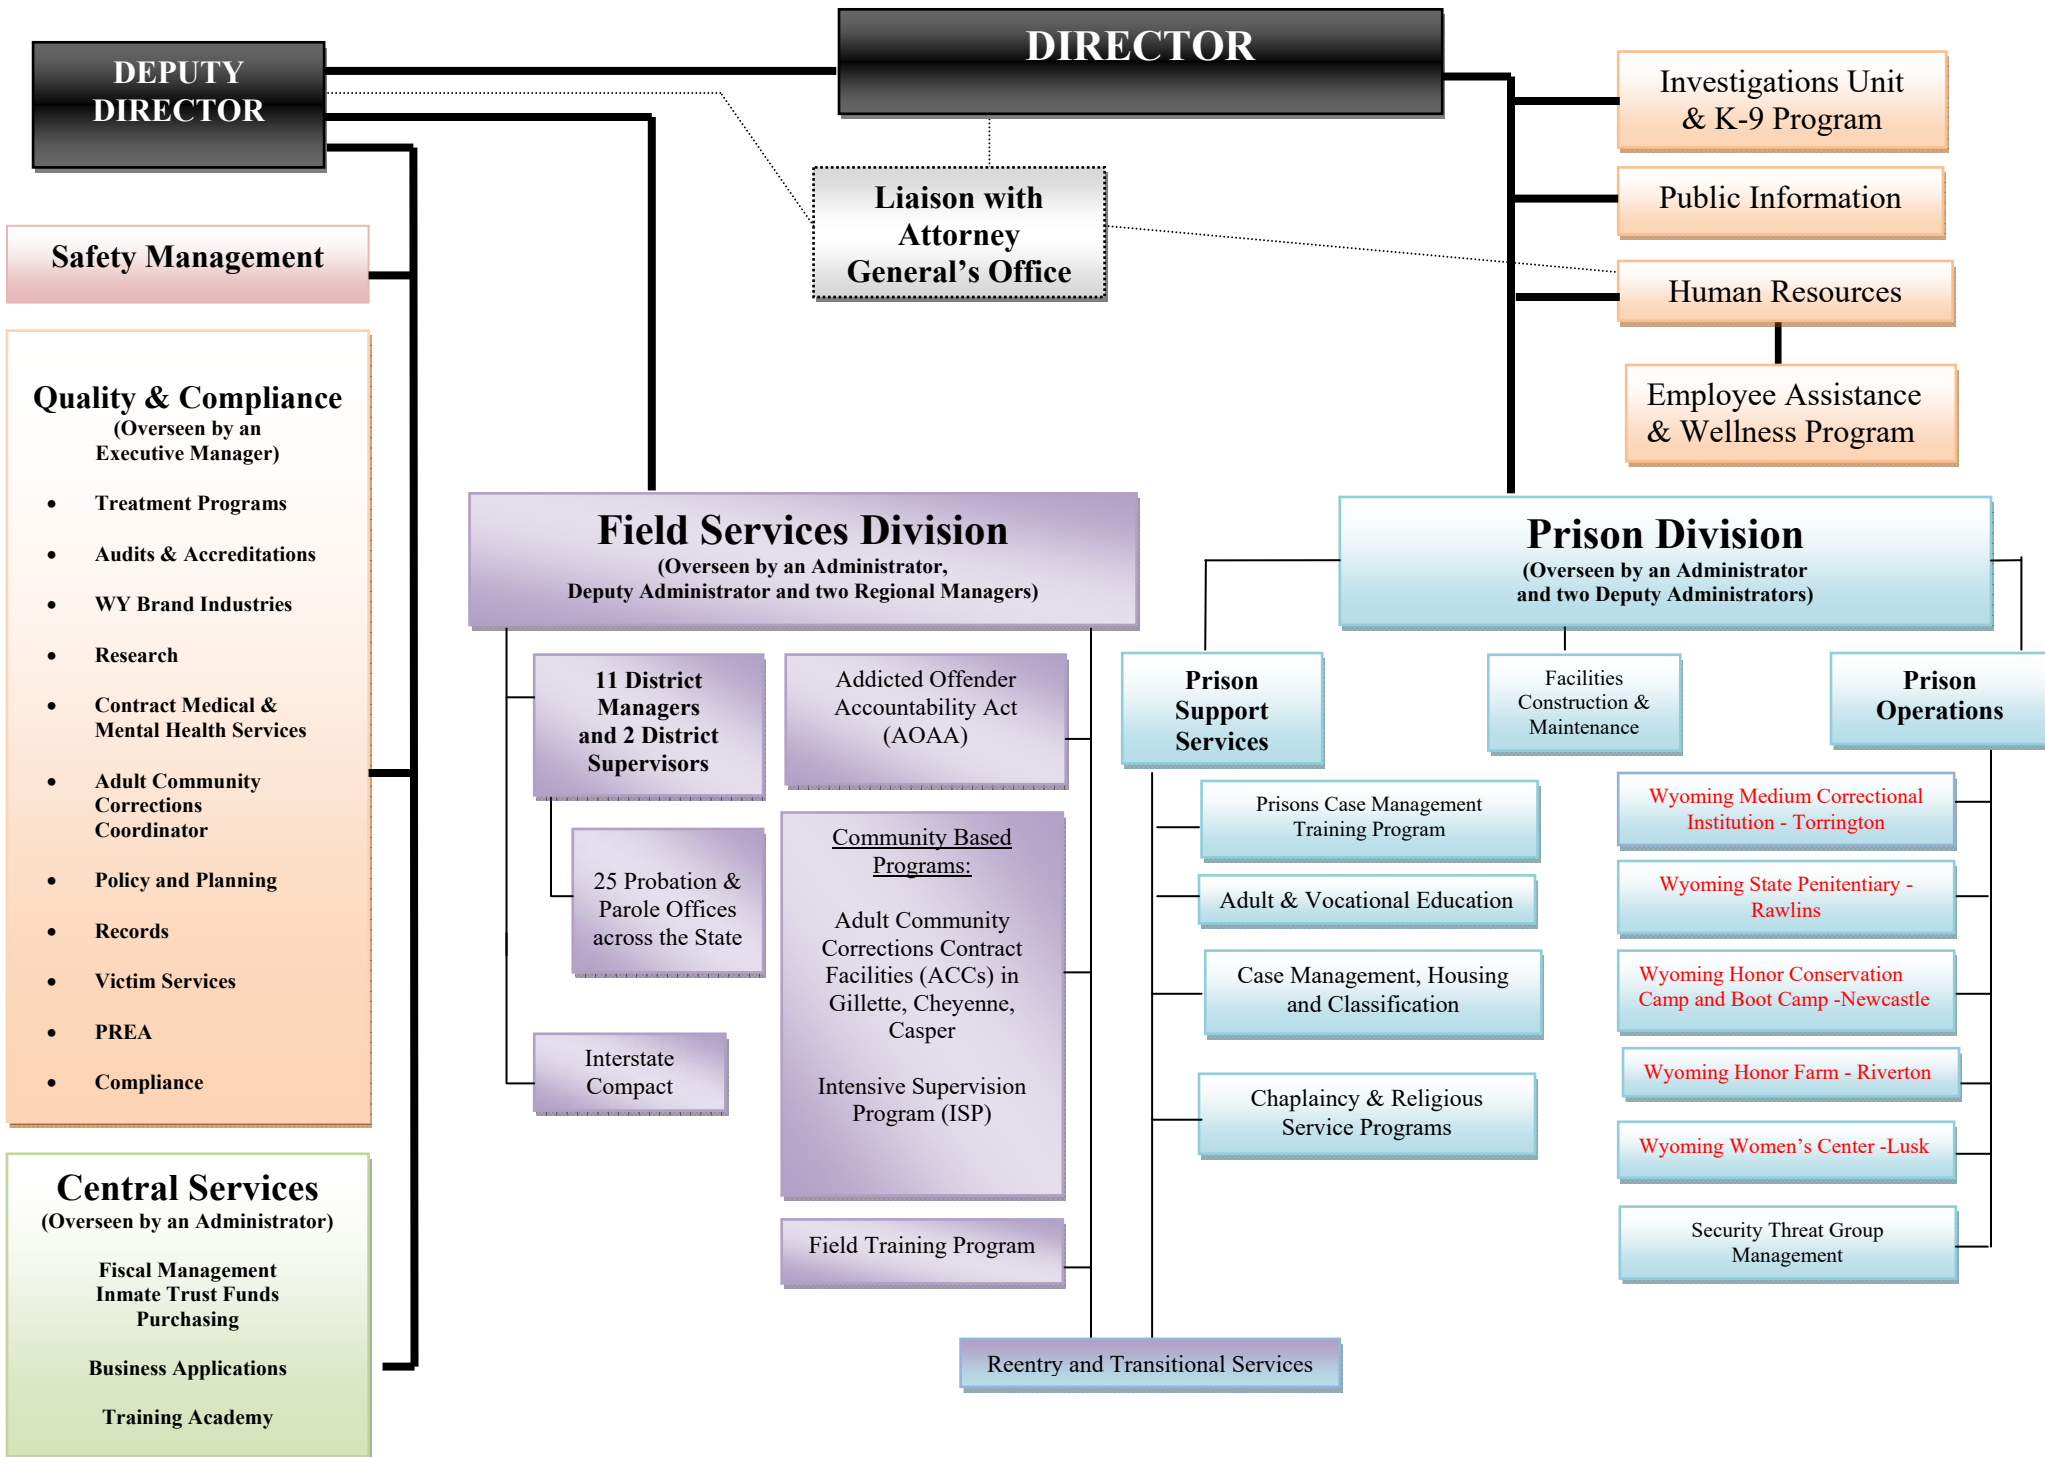 DIRECTOR
DEPUTY
DIRECTOR
Investigations Unit
& K-9 Program
Public Information
Human Resources
Employee Assistance
& Wellness Program
Liaison with
Attorney
General’s Office
Safety Management
Quality & Compliance
(Overseen by an
Executive Manager)
• Treatment Programs
• Audits & Accreditations
• WY Brand Industries
• Research
• Contract Medical &
Mental Health Services
• Adult Community
Corrections
Coordinator
• Policy and Planning
• Records
• Victim Services
• PREA
• Compliance
Central Services
(Overseen by an Administrator)
Fiscal Management
Inmate Trust Funds
Purchasing
Business Applications
Training Academy
Field Services Division
(Overseen by an Administrator,
Deputy Administrator and two Regional Managers)
11 District
Managers
and 2 District
Supervisors
25 Probation &
Parole Offices
across the State
Interstate
Compact
Addicted Offender
Accountability Act
(AOAA)
Community Based
Programs:
Adult Community
Corrections Contract
Facilities (ACCs) in
Gillette, Cheyenne,
Casper
Intensive Supervision
Program (ISP)
Field Training Program
Reentry and Transitional Services
Prison Division
(Overseen by an Administrator
and two Deputy Administrators)
Prison
Support
Services
Prisons Case Management
Training Program
Adult & Vocational Education
Case Management, Housing
and Classification
Chaplaincy & Religious
Service Programs
Facilities
Construction &
Maintenance
Prison
Operations
Wyoming Medium Correctional
Institution - Torrington
Wyoming State Penitentiary -
Rawlins
Wyoming Honor Conservation
Camp and Boot Camp -Newcastle
Wyoming Honor Farm - Riverton
Wyoming Women’s Center -Lusk
Security Threat Group
Management